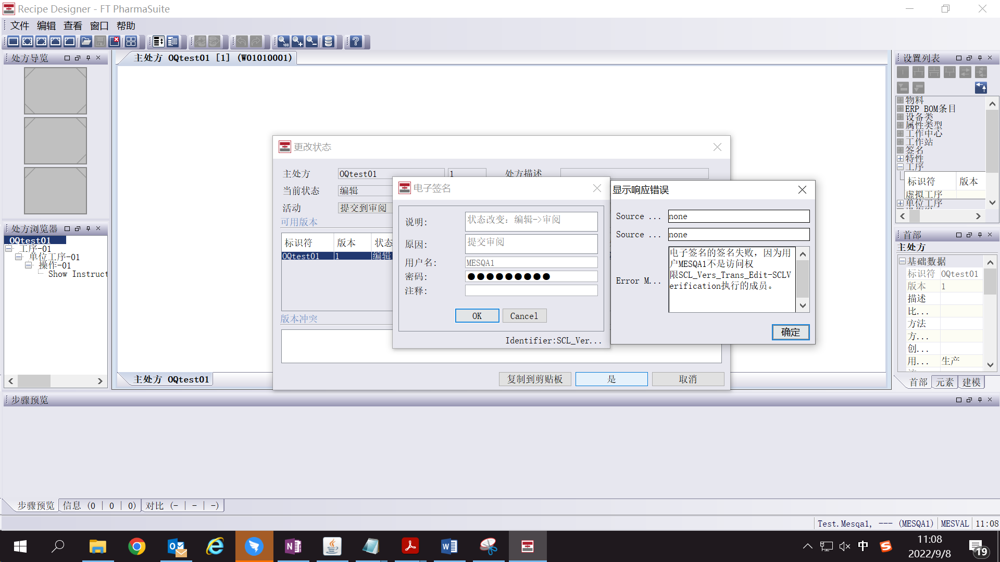 Recipe Designer - FT PharmaSuite
文件 编辑 查看 窗口 帮助
处方导览
主处方 OQtest01 [1] (W01010001)
设置列表
物料
ERP BOM条目
设备类
属性类型
工作中心
工作站
签名
特性
工序
标识符 版本
虚拟工序
单位工序
处方浏览器
OQtest01
工序-01
单位工序-01
操作-01
Show Instruct
更改状态
主处方 OQtest01 1 处方描述
当前状态 编辑
活动 提交到审阅
可用版本
标识符 版本 状态
OQtest01 1 编辑
版本冲突
复制到剪贴板 是 取消
电子签名
说明: 状态改变: 编辑->审阅
原因: 提交审阅
用户名: MESQA1
密码: ●●●●●●●●●
注释:
OK Cancel
Identifier:SCL_Ver...
显示响应错误
Source ... none
Source ... none
Error M...
电子签名的签名失败，因为用
户MESQA1不是访问权
限SCL_Vers_Trans_Edit-SCLV
erification执行的成员。
确定
首部
主处方
基础数据
标识符 OQtest01
版本 1
描述
比...
方法
方...
创...
用... 生产
首部 元素 建模
主处方 OQtest01
步骤预览
步骤预览 信息 (0 | 0 | 0) 对比 (- | - | -)
Test.Mesqa1, --- (MESQA1) MESVAL 11:08
中
11:08
2022/9/8
19